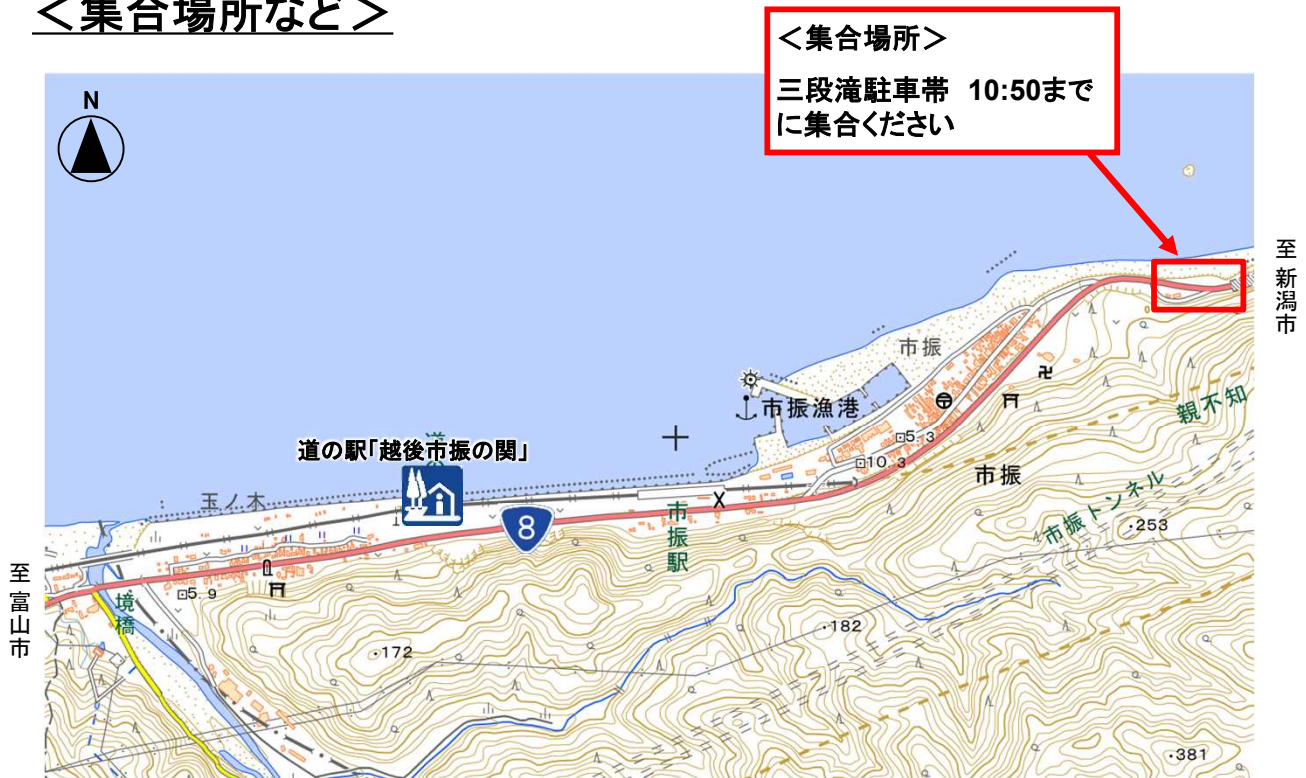 ＜集合場所など＞
＜集合場所＞
三段滝駐車帯 10:50まで
に集合ください
N
至新潟市
市振
親不知
市振漁港
5.3
10.3
市振
道の駅「越後市振の関」
玉ノ木
8
市振駅
市振トンネル
253
至富山市
5.9
境橋
182
172
381